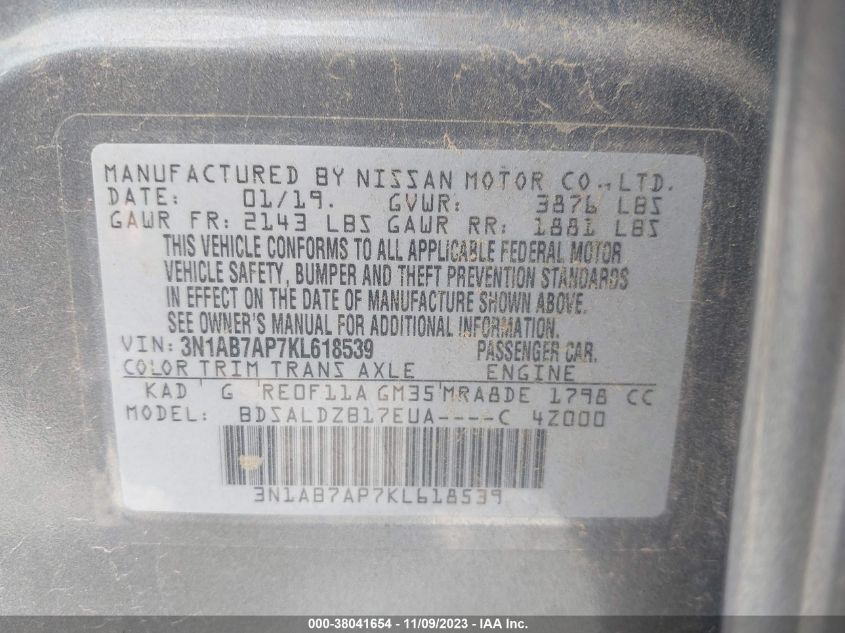 MANUFACTURED BY NISSAN MOTOR CO.,LTD.
DATE: 01/19. GVWR: 3876 LBS
GAWR FR: 2143 LBS GAWR RR: 1881 LBS
THIS VEHICLE CONFORMS TO ALL APPLICABLE FEDERAL MOTOR
VEHICLE SAFETY, BUMPER AND THEFT PREVENTION STANDARDS
IN EFFECT ON THE DATE OF MANUFACTURE SHOWN ABOVE.
SEE OWNER'S MANUAL FOR ADDITIONAL INFORMATION.
VIN: 3N1AB7AP7KL618539 PASSENGER CAR.
COLOR TRIM TRANS AXLE ENGINE
KAD G RE0F11A GM35 MRA8DE 1798 CC
MODEL: BDSALDZB17EUA----C 4Z000
3N1AB7AP7KL618539
000-38041654 - 11/09/2023 - IAA Inc.